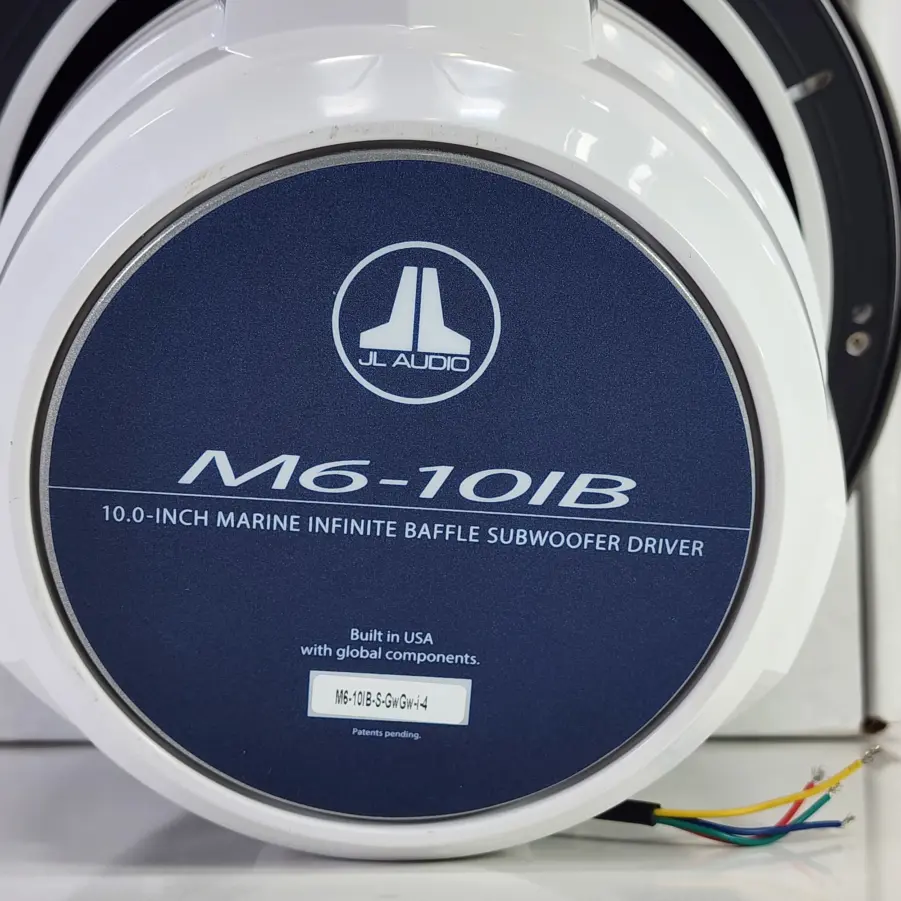 JL AUDIO
M6-10IB
10.0-INCH MARINE INFINITE BAFFLE SUBWOOFER DRIVER
Built in USA
with global components.
M6-10IB-S-GwGw-i-4
Patents pending.